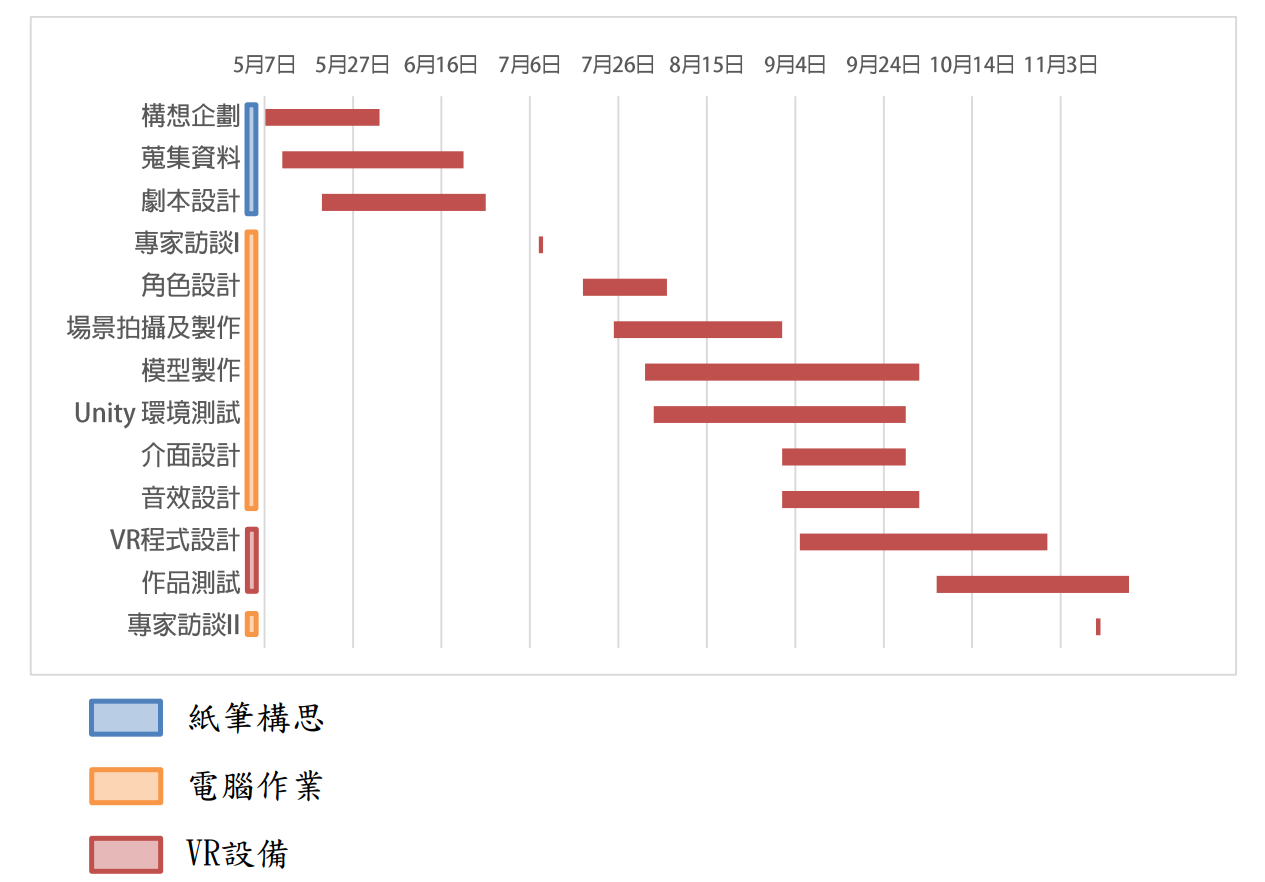 5月7日 5月27日 6月16日 7月6日 7月26日 8月15日 9月4日 9月24日 10月14日 11月3日
構想企劃
蒐集資料
劇本設計
專家訪談I
角色設計
場景拍攝及製作
模型製作
Unity 環境測試
介面設計
音效設計
VR程式設計
作品測試
專家訪談II
紙筆構思
電腦作業
VR設備